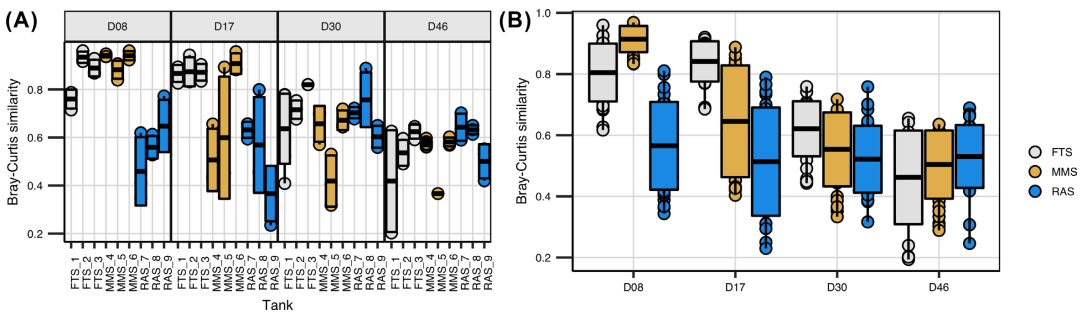 (A)
D08
D17
D30
D46
Bray-Curtis similarity
0.8
0.6
0.4
0.2
FTS_1
FTS_2
FTS_3
MMS_4
MMS_5
MMS_6
RAS_7
RAS_8
RAS_9
FTS_1
FTS_2
FTS_3
MMS_4
MMS_5
MMS_6
RAS_7
RAS_8
RAS_9
FTS_1
FTS_2
FTS_3
MMS_4
MMS_5
MMS_6
RAS_7
RAS_8
RAS_9
FTS_1
FTS_2
FTS_3
MMS_4
MMS_5
MMS_6
RAS_7
RAS_8
RAS_9
Tank
(B)
Bray-Curtis similarity
1.0
0.8
0.6
0.4
0.2
D08
D17
D30
D46
FTS
MMS
RAS